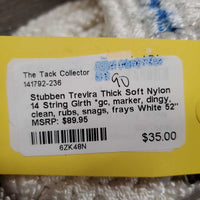 The Tack Collector
141792-236
90
Stubben Trevira Thick Soft Nylon
14 String Girth *gc, marker, dingy,
clean, rubs, snags, frays White 52"
MSRP: $89.95
$35.00
6ZK48N